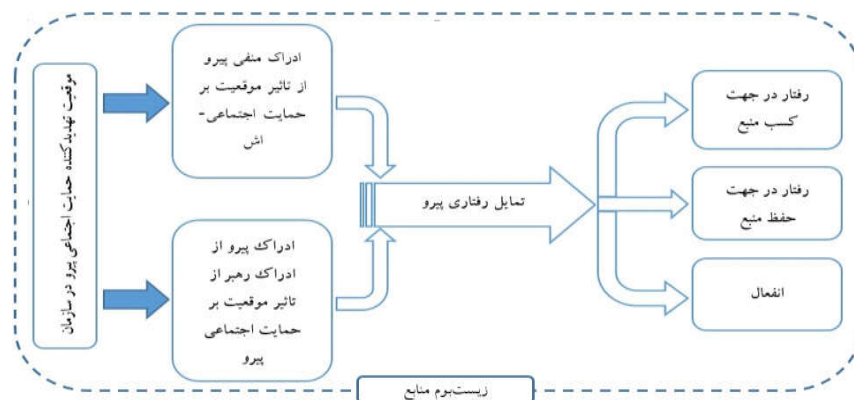 موقعیت تهدیدکننده حمایت اجتماعی پیرو در سازمان
ادراک منفی پیرو
از تاثیر موقعیت بر
حمایت اجتماعی-
اش
ادراک پیرو از
ادراک رهبر از
تاثیر موقعیت بر
حمایت اجتماعی
پیرو
تمایل رفتاری پیرو
رفتار در جهت
کسب منبع
رفتار در جهت
حفظ منبع
انفعال
زیست‌بوم منابع